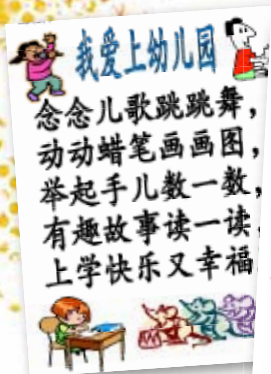 我爱上幼儿园
念念儿歌跳跳舞，
动动蜡笔画画图，
举起手儿数一数，
有趣故事读一读，
上学快乐又幸福